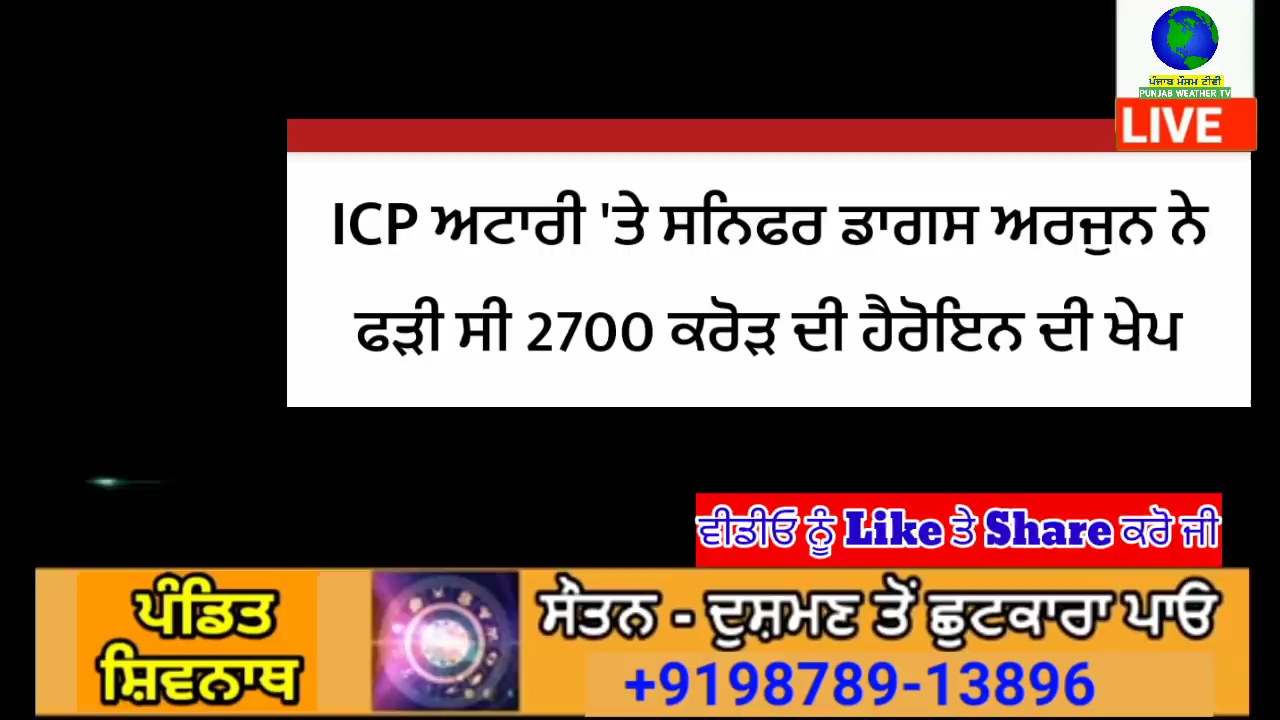 ਪੰਜਾਬ ਮੌਸਮ ਟੀਵੀ
PUNJAB WEATHER TV
LIVE
ICP ਅਟਾਰੀ 'ਤੇ ਸਨਿਫਰ ਡਾਗਸ ਅਰਜੁਨ ਨੇ
ਫੜੀ ਸੀ 2700 ਕਰੋੜ ਦੀ ਹੈਰੋਇਨ ਦੀ ਖੇਪ
ਵੀਡੀਓ ਨੂੰ Like ਤੇ Share ਕਰੋ ਜੀ
ਪੰਡਿਤ
ਸ਼ਿਵਨਾਥ
ਸੌਤਨ - ਦੁਸ਼ਮਣ ਤੋਂ ਛੁਟਕਾਰਾ ਪਾਓ
+9198789-13896